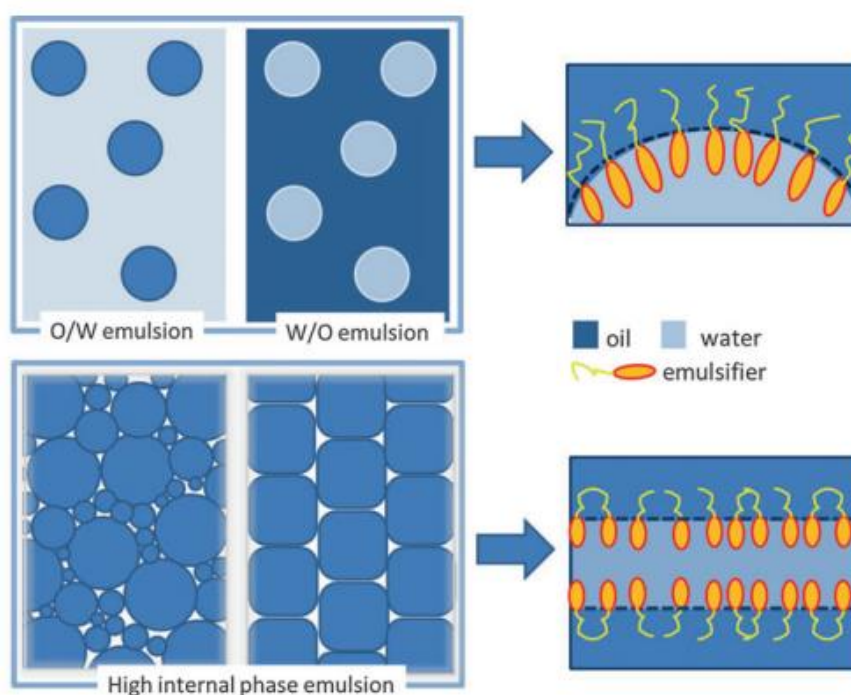 O/W emulsion
W/O emulsion
oil
water
emulsifier
High internal phase emulsion